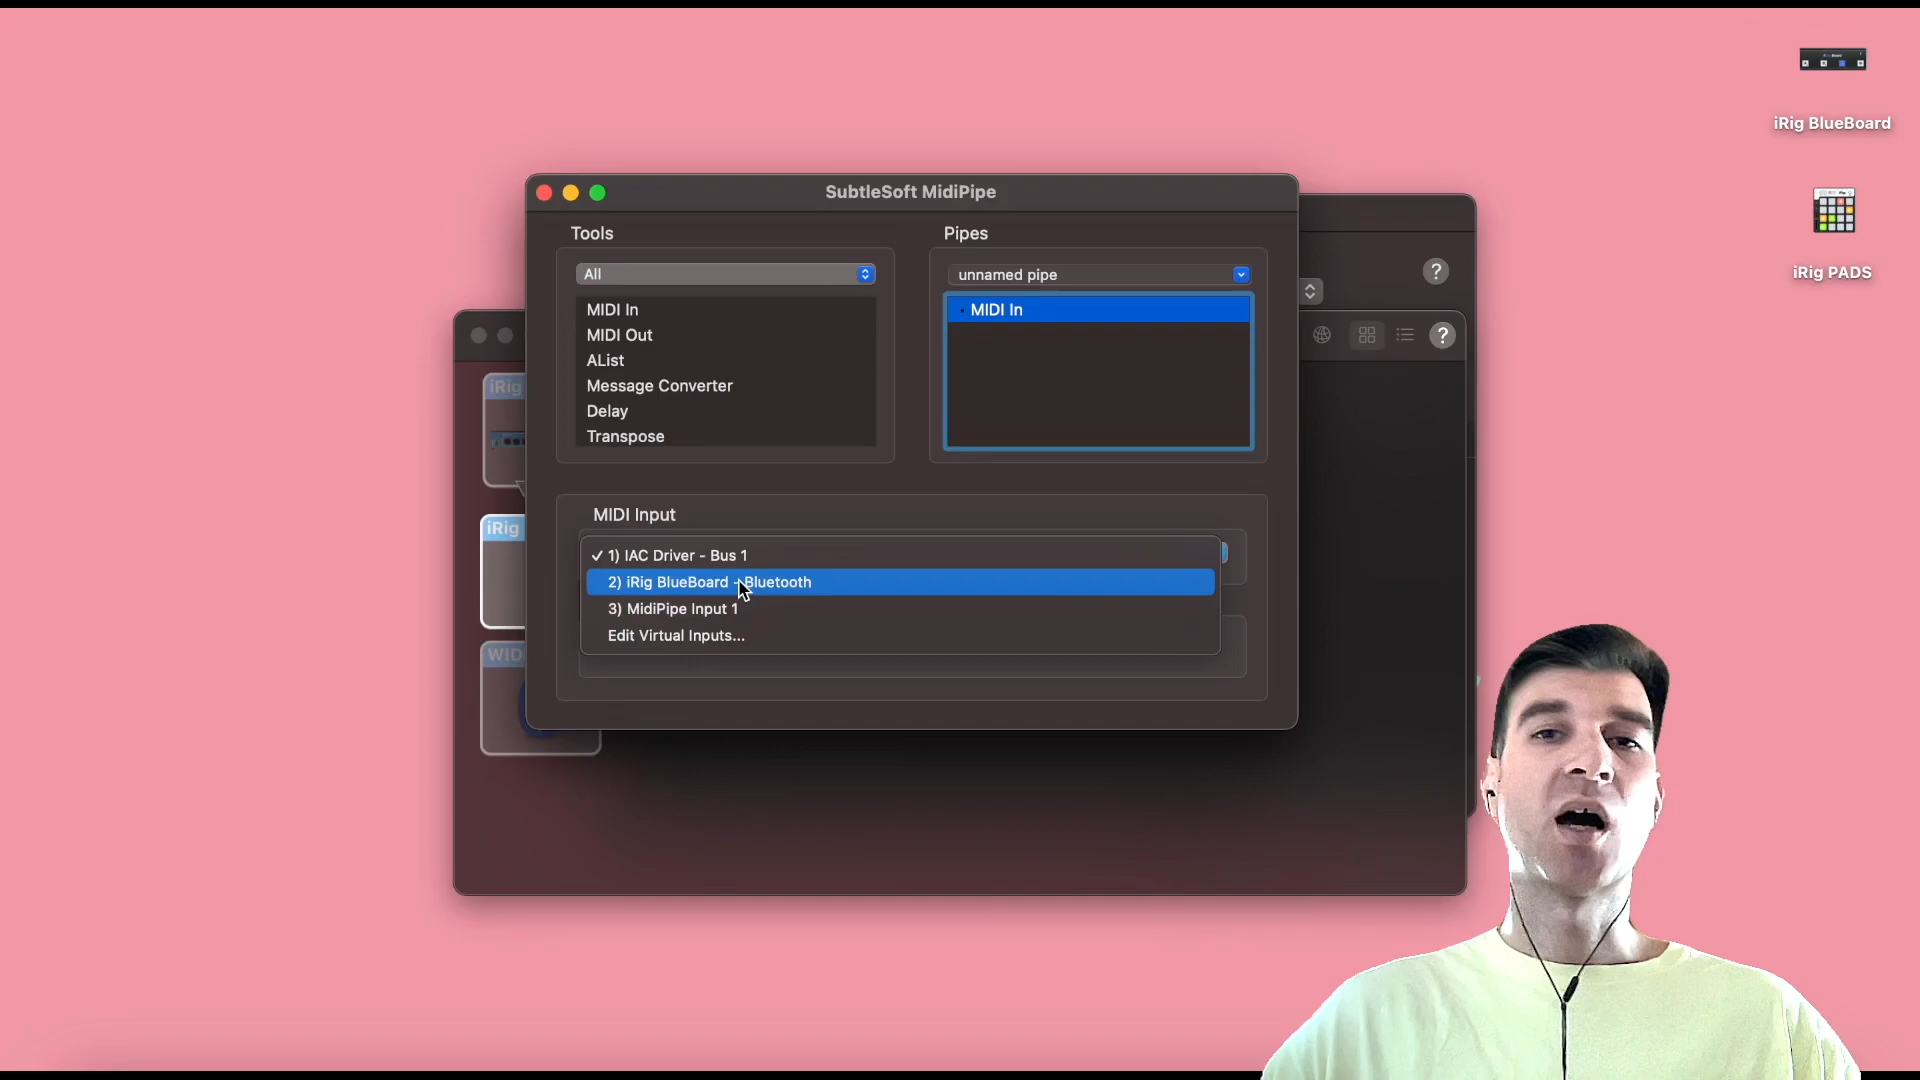 iRig BlueBoard
iRig PADS
SubtleSoft MidiPipe
Tools
Pipes
All
unnamed pipe
MIDI In
MIDI Out
AList
Message Converter
Delay
Transpose
• MIDI In
?
?
iRig
iRig
WID
MIDI Input
✓ 1) IAC Driver - Bus 1
2) iRig BlueBoard - Bluetooth
3) MidiPipe Input 1
Edit Virtual Inputs...